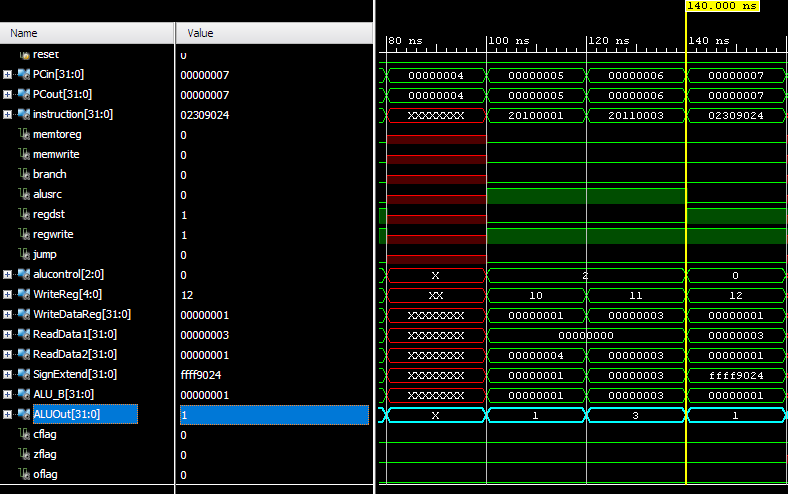 140.000 ns
Name Value 80 ns 100 ns 120 ns 140 ns
reset 0
PCin[31:0] 00000007 00000004 00000005 00000006 00000007
PCout[31:0] 00000007 00000004 00000005 00000006 00000007
instruction[31:0] 02309024 XXXXXXXX 20100001 20110003 02309024
memtoreg 0
memwrite 0
branch 0
alusrc 0
regdst 1
regwrite 1
jump 0
alucontrol[2:0] 0 X 2 0
WriteReg[4:0] 12 XX 10 11 12
WriteDataReg[31:0] 00000001 XXXXXXXX 00000001 00000003 00000001
ReadData1[31:0] 00000003 XXXXXXXX 00000000 00000003
ReadData2[31:0] 00000001 XXXXXXXX 00000004 00000003 00000001
SignExtend[31:0] ffff9024 XXXXXXXX 00000001 00000003 ffff9024
ALU_B[31:0] 00000001 XXXXXXXX 00000001 00000003 00000001
ALUOut[31:0] 1 X 1 3 1
cflag 0
zflag 0
oflag 0